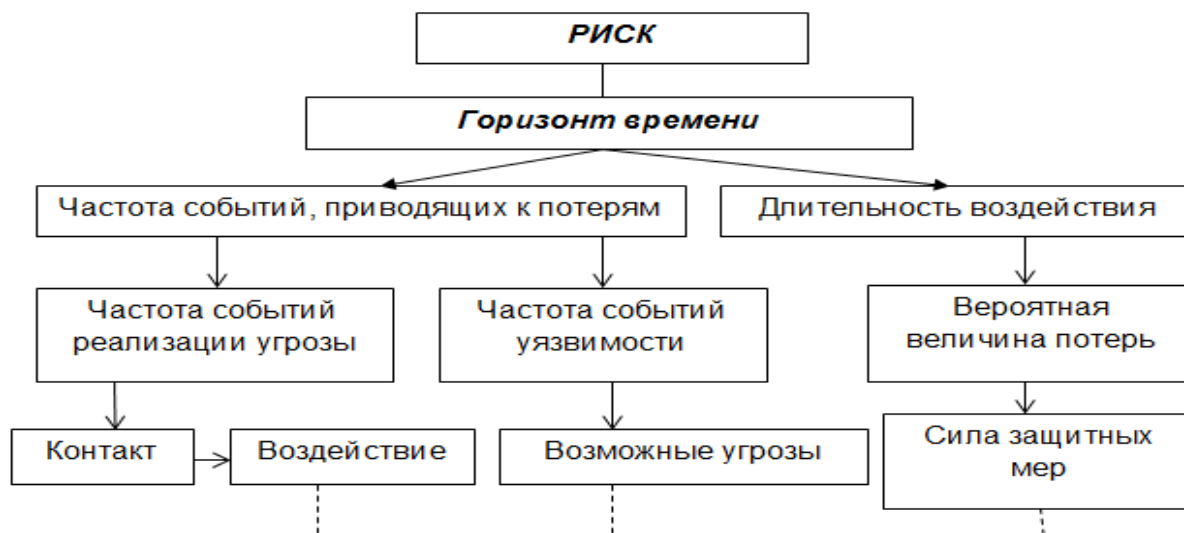 РИСК
Горизонт времени
Частота событий, приводящих к потерям
Длительность воздействия
Частота событий
реализации угрозы
Частота событий
уязвимости
Вероятная
величина потерь
Контакт
Воздействие
Возможные угрозы
Сила защитных
мер